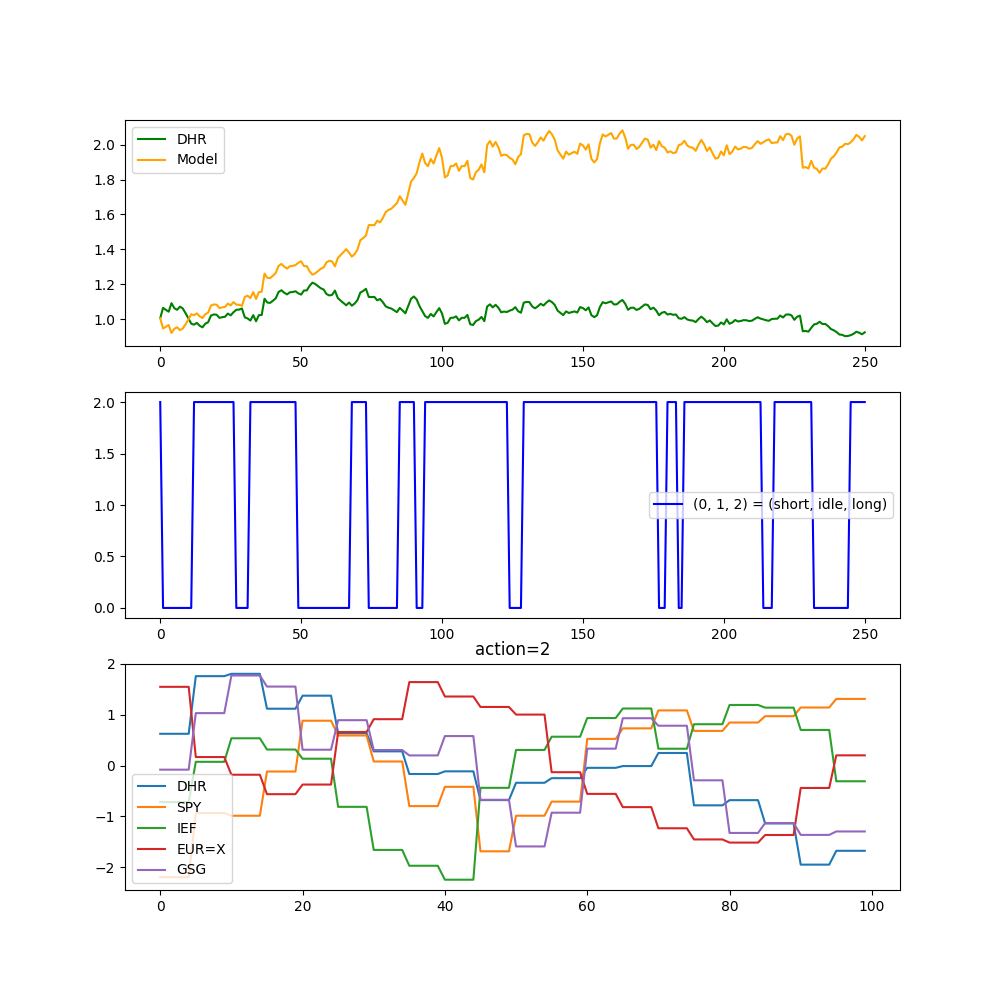 DHR
Model
2.0
1.8
1.6
1.4
1.2
1.0
0 50 100 150 200 250
2.0
1.5
1.0
0.5
0.0
(0, 1, 2) = (short, idle, long)
0 50 100 150 200 250
action=2
2
1
0
−1
−2
DHR
SPY
IEF
EUR=X
GSG
0 20 40 60 80 100